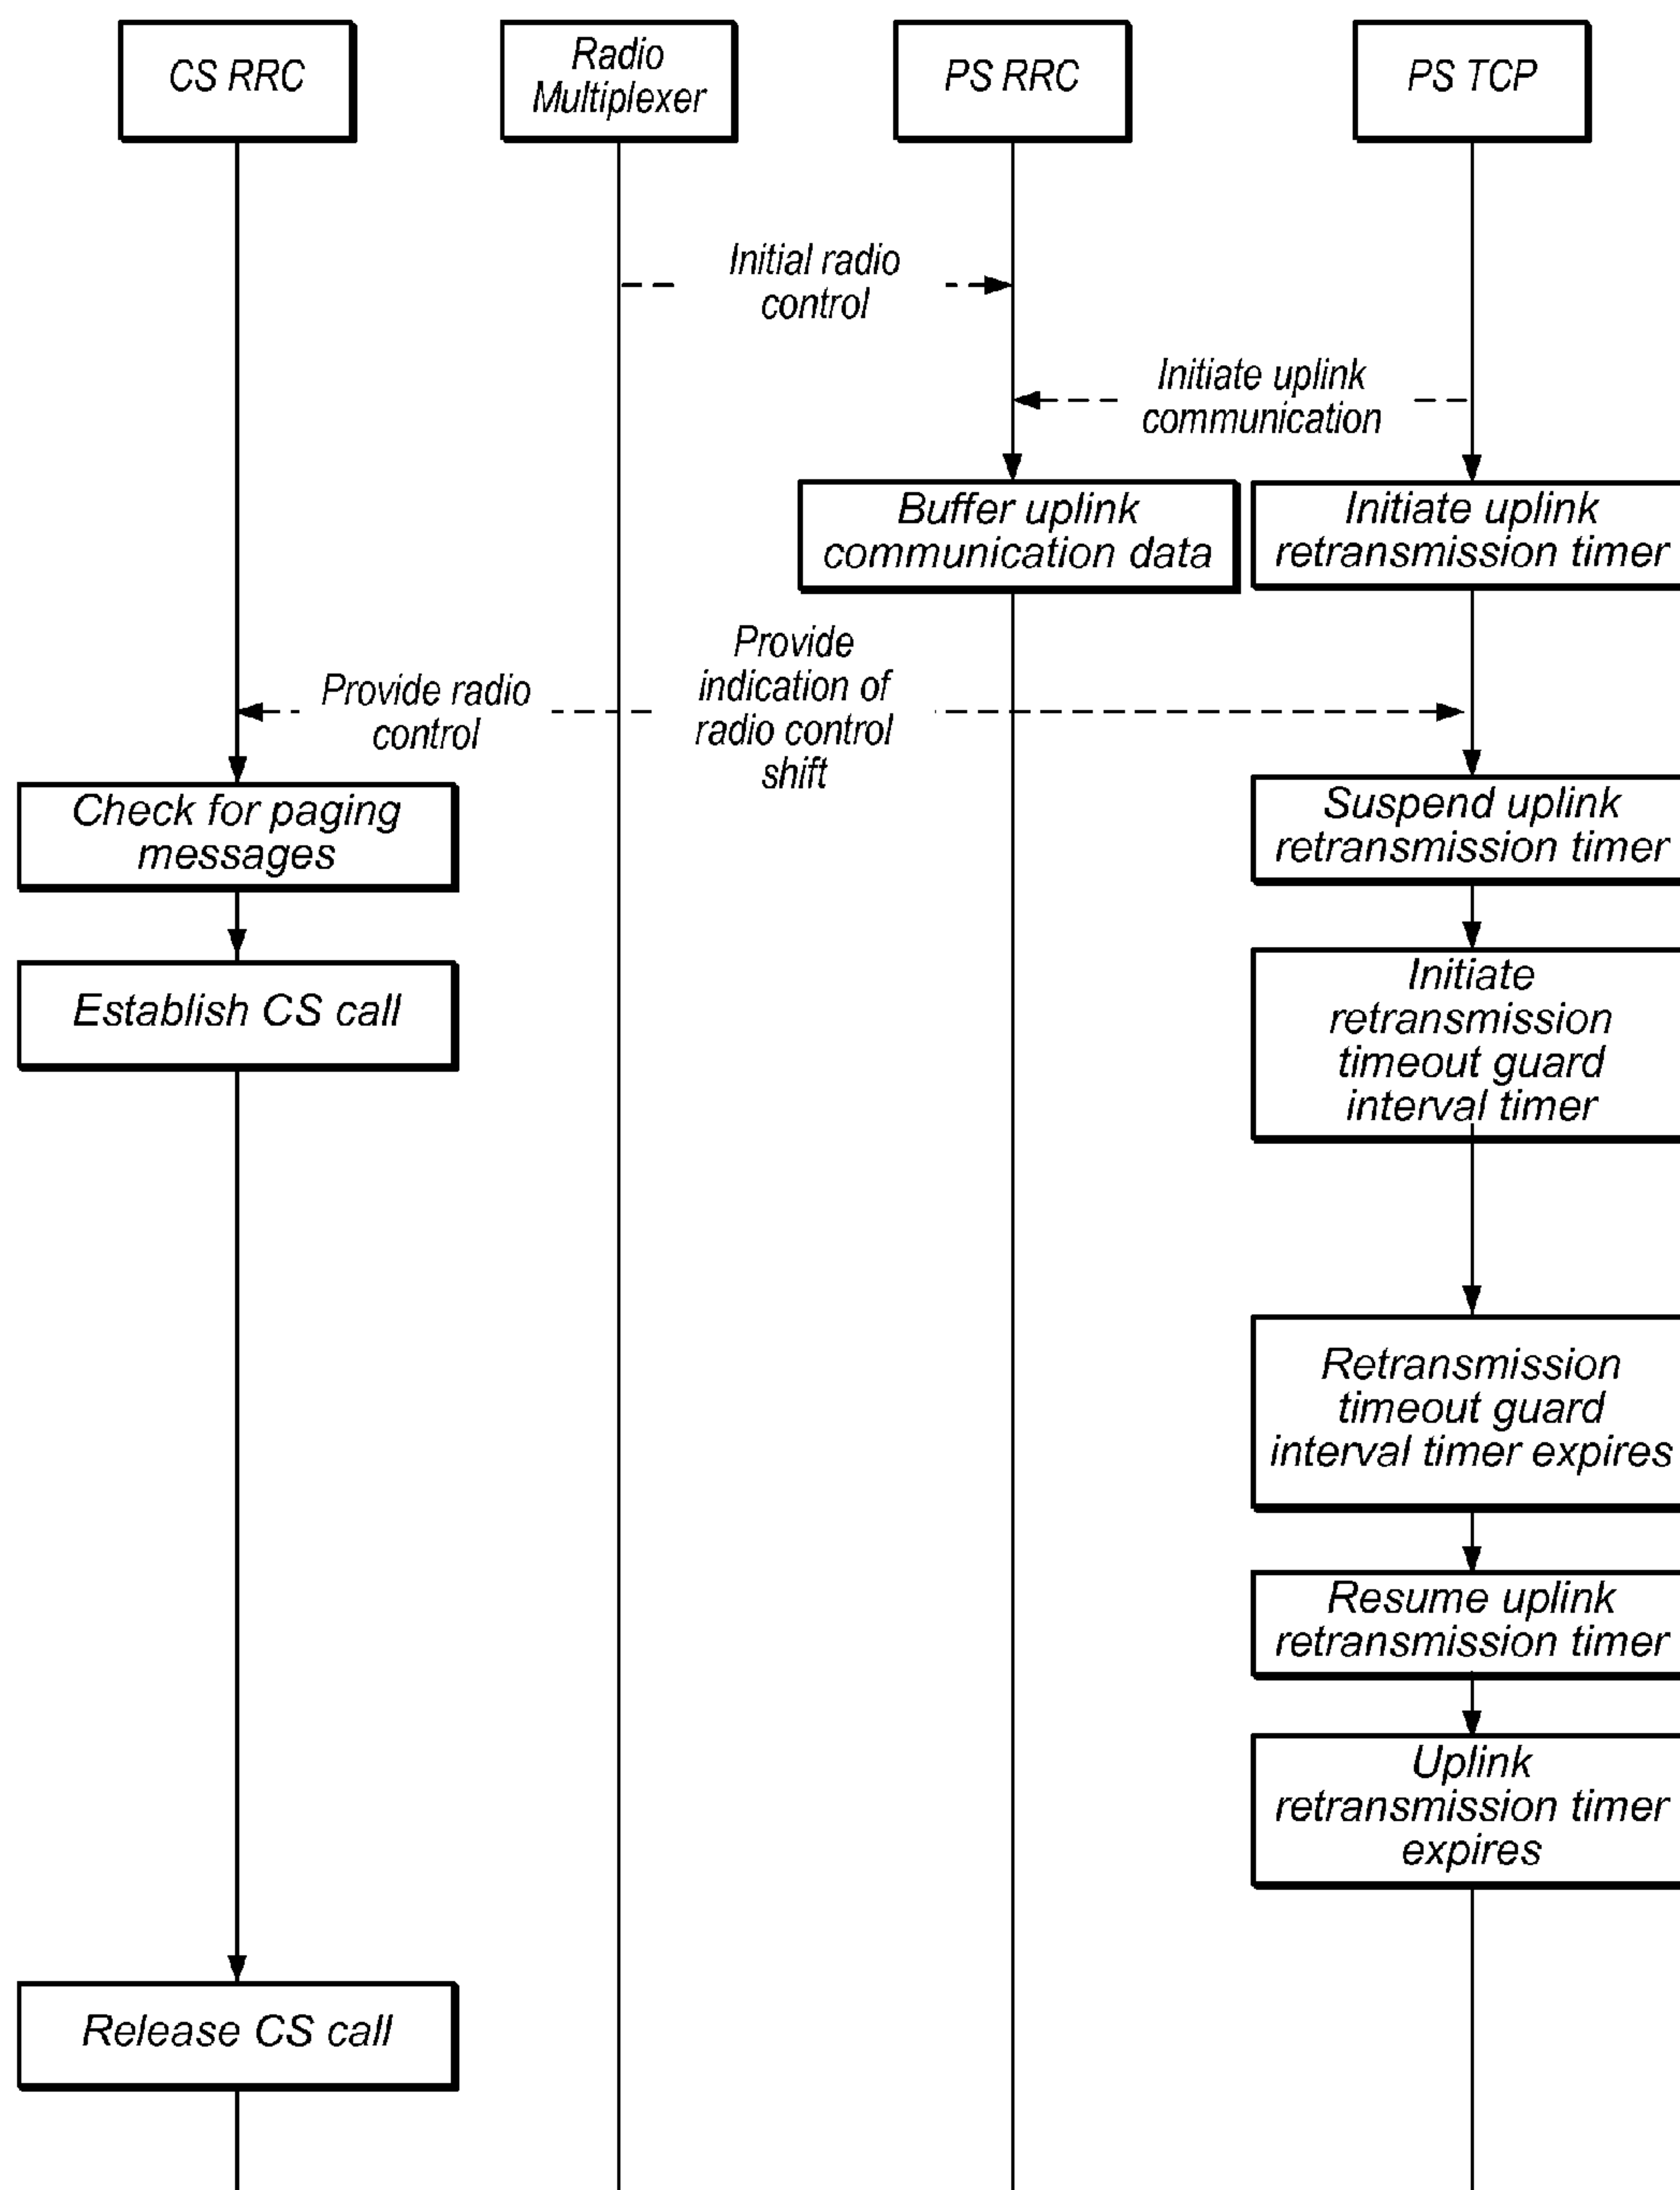 CS RRC
Radio
Multiplexer
PS RRC
PS TCP
Initial radio
control
Initiate uplink
communication
Buffer uplink
communication data
Initiate uplink
retransmission timer
Provide radio
control
Provide
indication of
radio control
shift
Check for paging
messages
Suspend uplink
retransmission timer
Establish CS call
Initiate
retransmission
timeout guard
interval timer
Retransmission
timeout guard
interval timer expires
Resume uplink
retransmission timer
Uplink
retransmission timer
expires
Release CS call